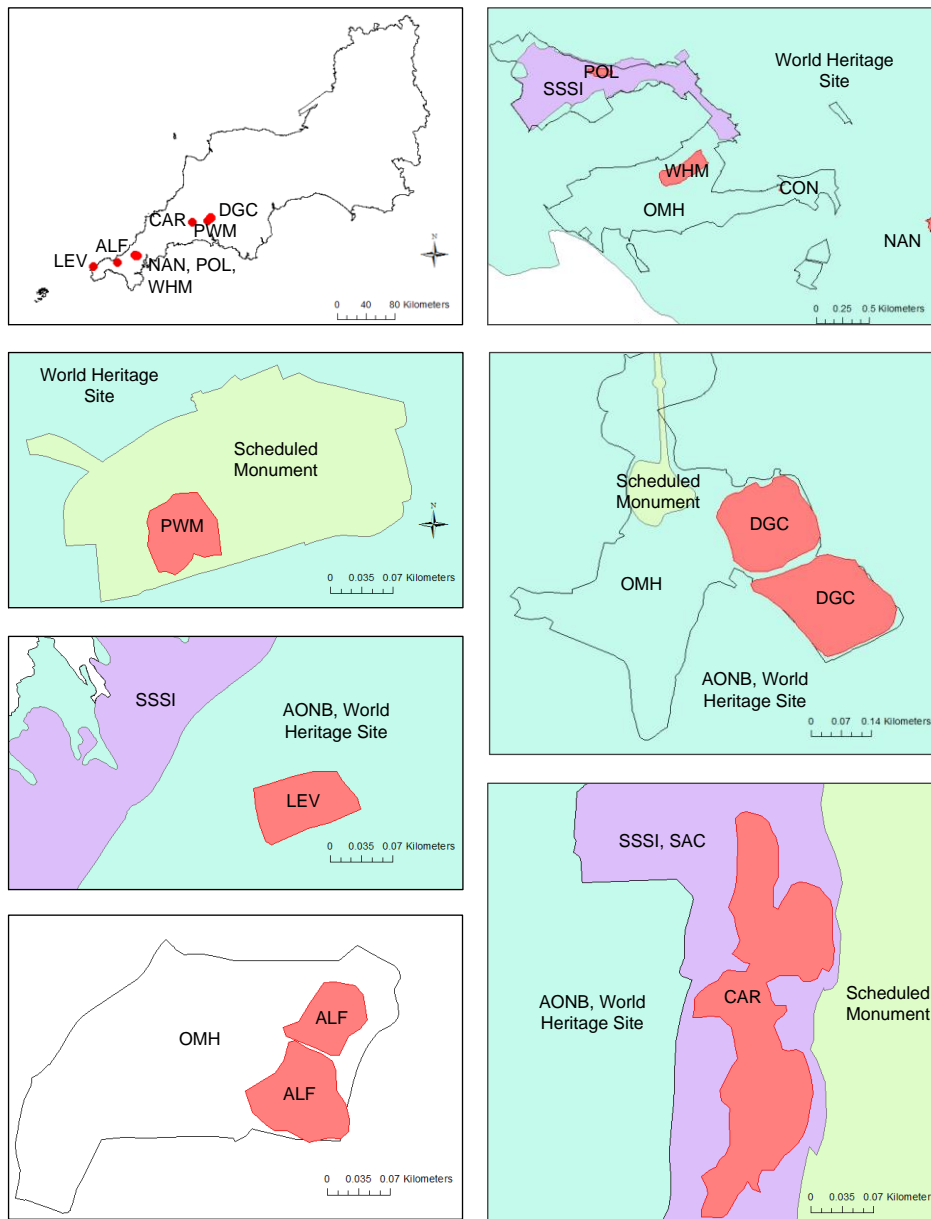 DGC
CAR
PWM
ALF
LEV
NAN, POL,
WHM
N
0 40 80 Kilometers
World Heritage
Site
POL
SSSI
WHM
CON
OMH
NAN
0 0.25 0.5 Kilometers
World Heritage
Site
Scheduled
Monument
PWM
N
0 0.035 0.07 Kilometers
Scheduled
Monument
DGC
OMH
DGC
AONB, World
Heritage Site
0 0.07 0.14 Kilometers
SSSI
AONB, World
Heritage Site
LEV
0 0.035 0.07 Kilometers
SSSI, SAC
CAR
AONB, World
Heritage Site
Scheduled
Monument
0 0.035 0.07 Kilometers
OMH
ALF
ALF
0 0.035 0.07 Kilometers